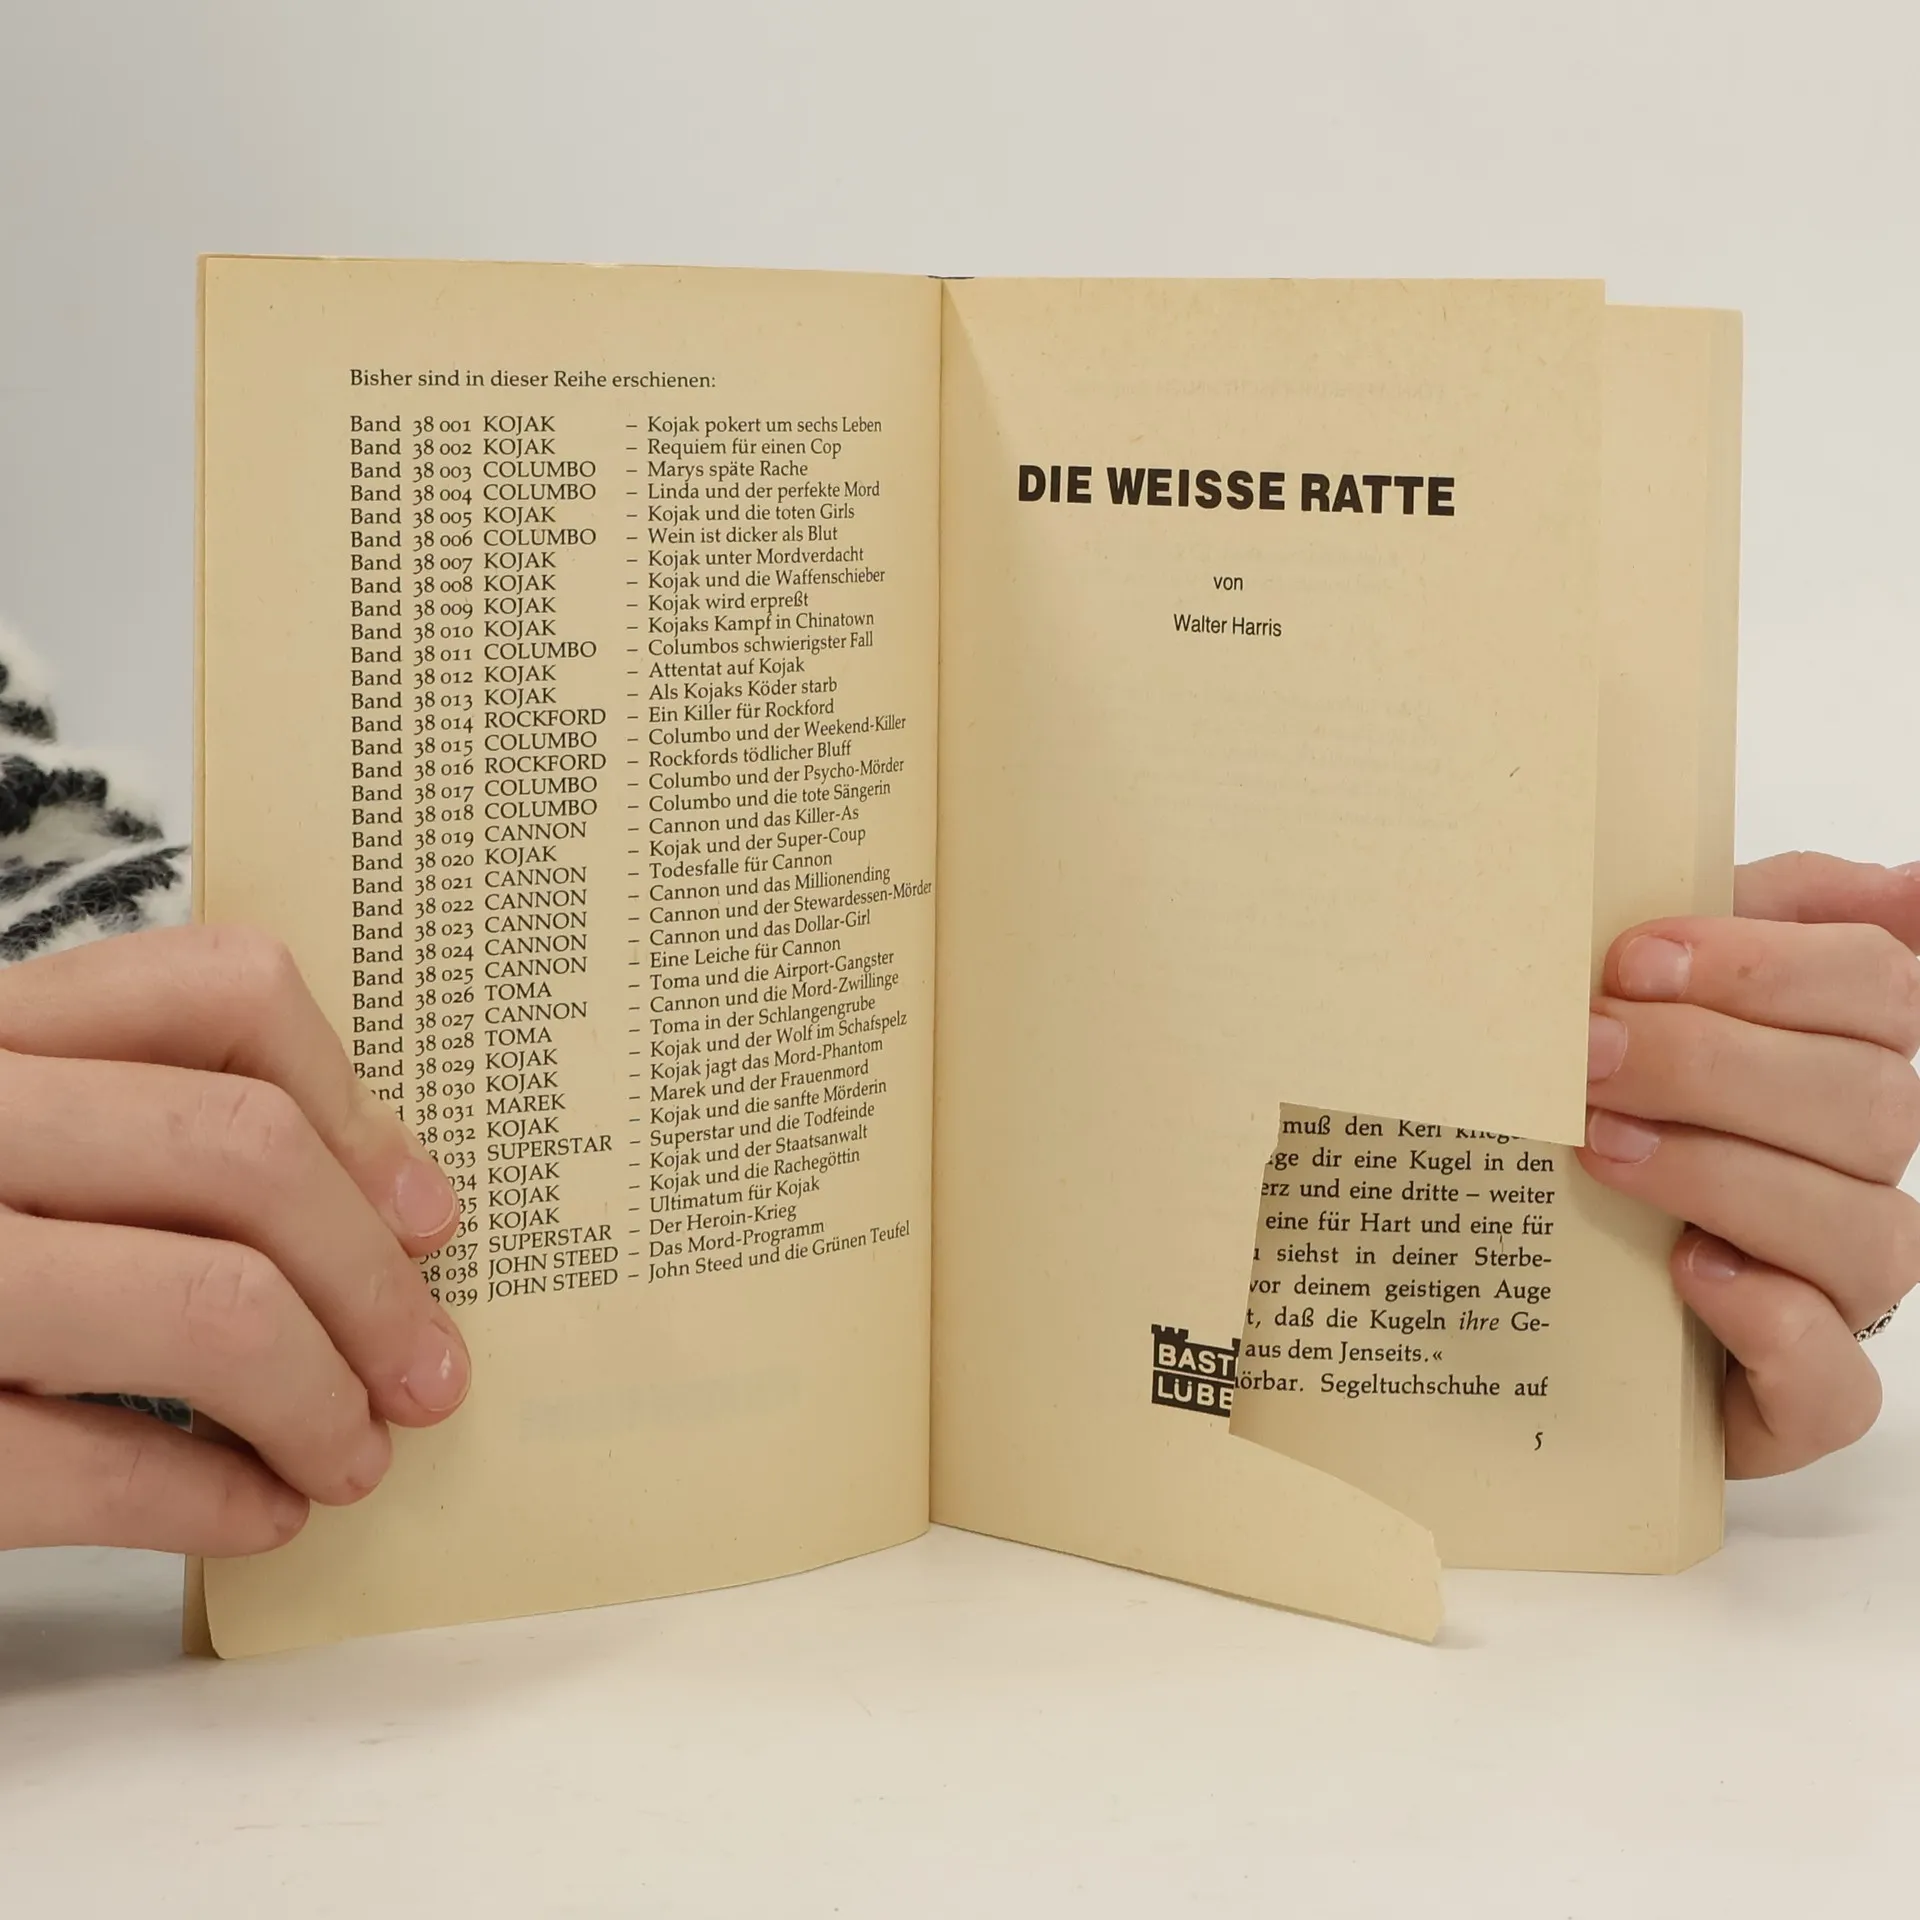 Bisher sind in dieser Reihe erschienen:
Band 38 001 KOJAK – Kojak pokert um sechs Leben
Band 38 002 KOJAK – Requiem für einen Cop
Band 38 003 COLUMBO – Marys späte Rache
Band 38 004 COLUMBO – Linda und der perfekte Mord
Band 38 005 KOJAK – Kojak und die toten Girls
Band 38 006 COLUMBO – Wein ist dicker als Blut
Band 38 007 KOJAK – Kojak unter Mordverdacht
Band 38 008 KOJAK – Kojak und die Waffenschieber
Band 38 009 KOJAK – Kojak wird erpreßt
Band 38 010 KOJAK – Kojaks Kampf in Chinatown
Band 38 011 COLUMBO – Columbos schwierigster Fall
Band 38 012 KOJAK – Attentat auf Kojak
Band 38 013 KOJAK – Als Kojaks Köder starb
Band 38 014 ROCKFORD – Ein Killer für Rockford
Band 38 015 COLUMBO – Columbo und der Weekend-Killer
Band 38 016 ROCKFORD – Rockfords tödlicher Bluff
Band 38 017 COLUMBO – Columbo und der Psycho-Mörder
Band 38 018 COLUMBO – Columbo und die tote Sängerin
Band 38 019 CANNON – Cannon und das Killer-As
Band 38 020 KOJAK – Kojak und der Super-Coup
Band 38 021 CANNON – Todesfalle für Cannon
Band 38 022 CANNON – Cannon und das Millionending
Band 38 023 CANNON – Cannon und der Stewardessen-Mörder
Band 38 024 CANNON – Cannon und das Dollar-Girl
Band 38 025 CANNON – Eine Leiche für Cannon
Band 38 026 TOMA – Toma und die Airport-Gangster
Band 38 027 CANNON – Cannon und die Mord-Zwillinge
Band 38 028 TOMA – Toma in der Schlangengrube
Band 38 029 KOJAK – Kojak und der Wolf im Schafspelz
nd 38 030 KOJAK – Kojak jagt das Mord-Phantom
d 38 031 MAREK – Marek und der Frauenmord
38 032 KOJAK – Kojak und die sanfte Mörderin
8 033 SUPERSTAR – Superstar und die Todfeinde
034 KOJAK – Kojak und der Staatsanwalt
35 KOJAK – Kojak und die Rachegöttin
36 KOJAK – Ultimatum für Kojak
037 SUPERSTAR – Der Heroin-Krieg
38 038 JOHN STEED – Das Mord-Programm
8 039 JOHN STEED – John Steed und die Grünen Teufel
DIE WEISSE RATTE
von
Walter Harris
BAST
LÜBB
muß den Kerl
ge dir eine Kugel in den
erz und eine dritte – weiter
eine für Hart und eine für
siehst in deiner Sterbe-
vor deinem geistigen Auge
t, daß die Kugeln ihre Ge-
aus dem Jenseits.«
hörbar. Segeltuchschuhe auf
5